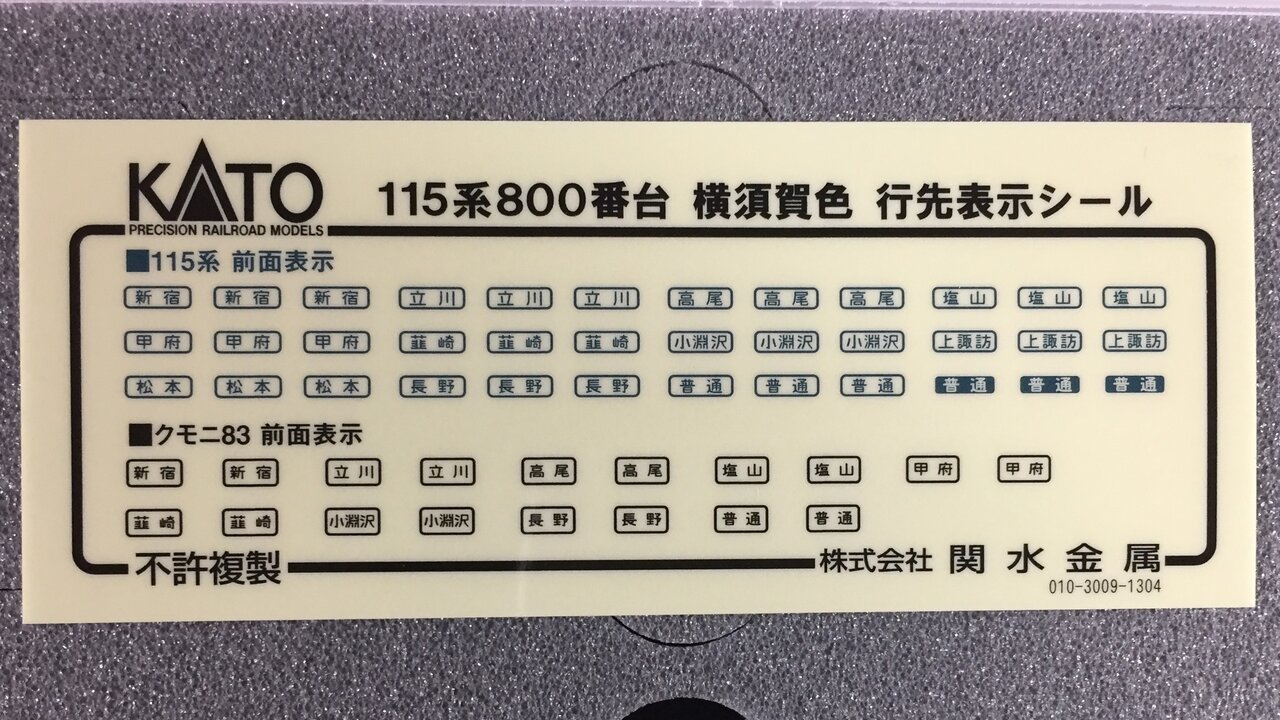 KATO
PRECISION RAILROAD MODELS
115系800番台 横須賀色 行先表示シール
■115系 前面表示
新宿 新宿 新宿 立川 立川 立川 高尾 高尾 高尾 塩山 塩山 塩山
甲府 甲府 甲府 韮崎 韮崎 韮崎 小淵沢 小淵沢 小淵沢 上諏訪 上諏訪 上諏訪
松本 松本 松本 長野 長野 長野 普通 普通 普通 普通 普通 普通
■クモニ83 前面表示
新宿 新宿 立川 立川 高尾 高尾 塩山 塩山 甲府 甲府
韮崎 韮崎 小淵沢 小淵沢 長野 長野 普通 普通
不許複製
株式会社 関水金属
010-3009-1304